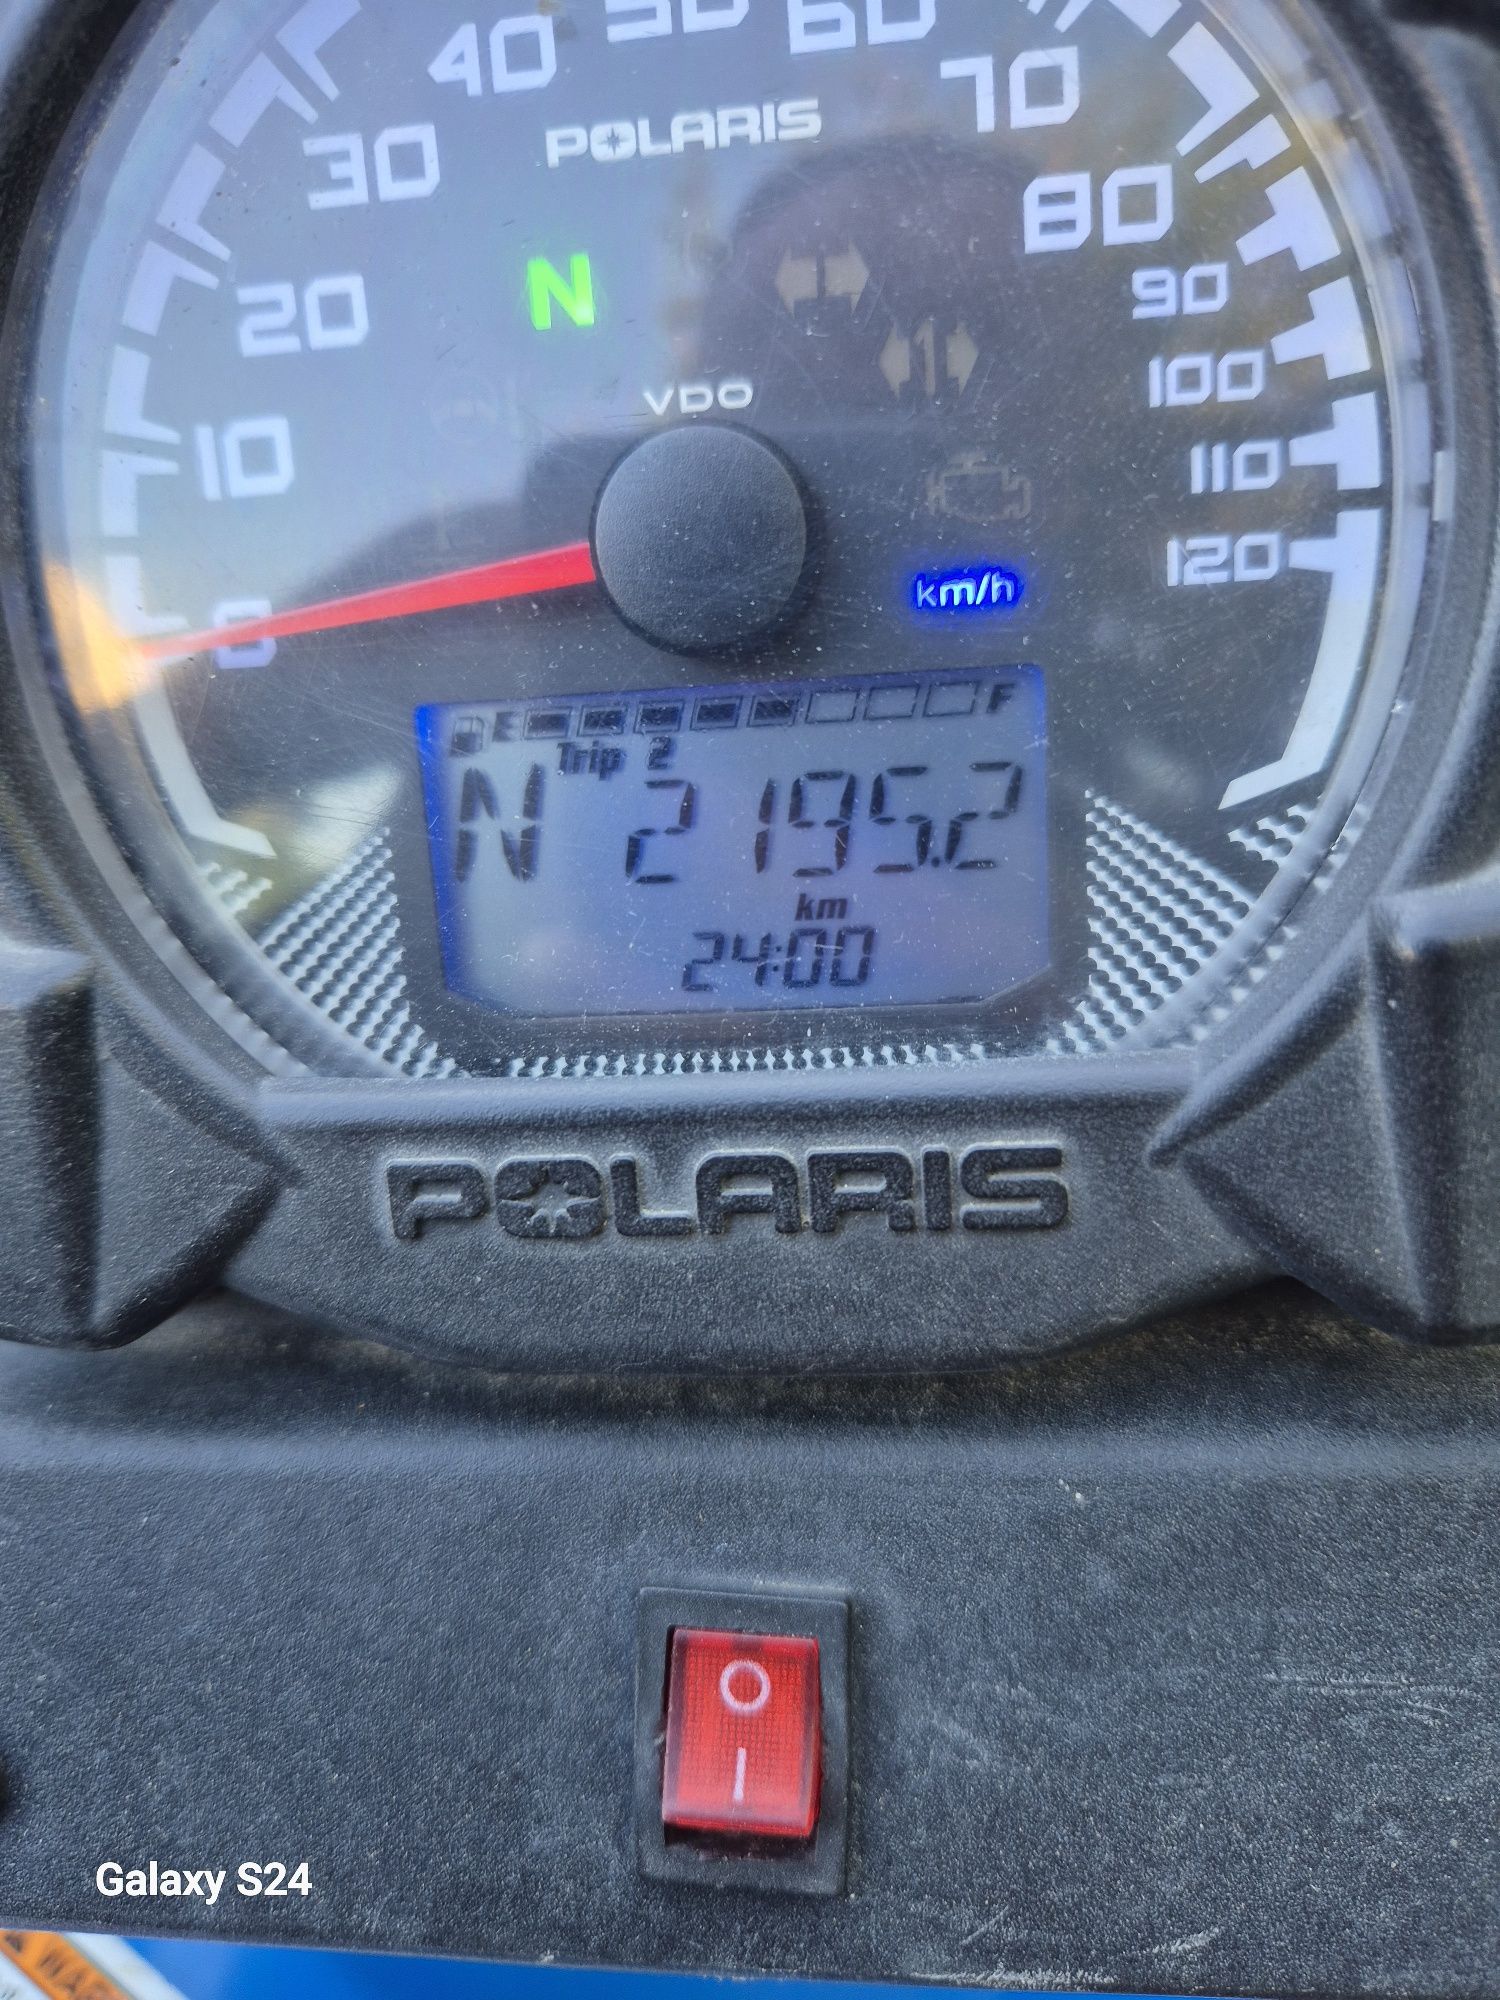 40 50 60 70
30 POLARIS 80
20 N 90
10 VDO 100
110
120
0 km/h
E F
Trip 2
N 2195.2
km
24:00
POLARIS
O
I
Galaxy S24